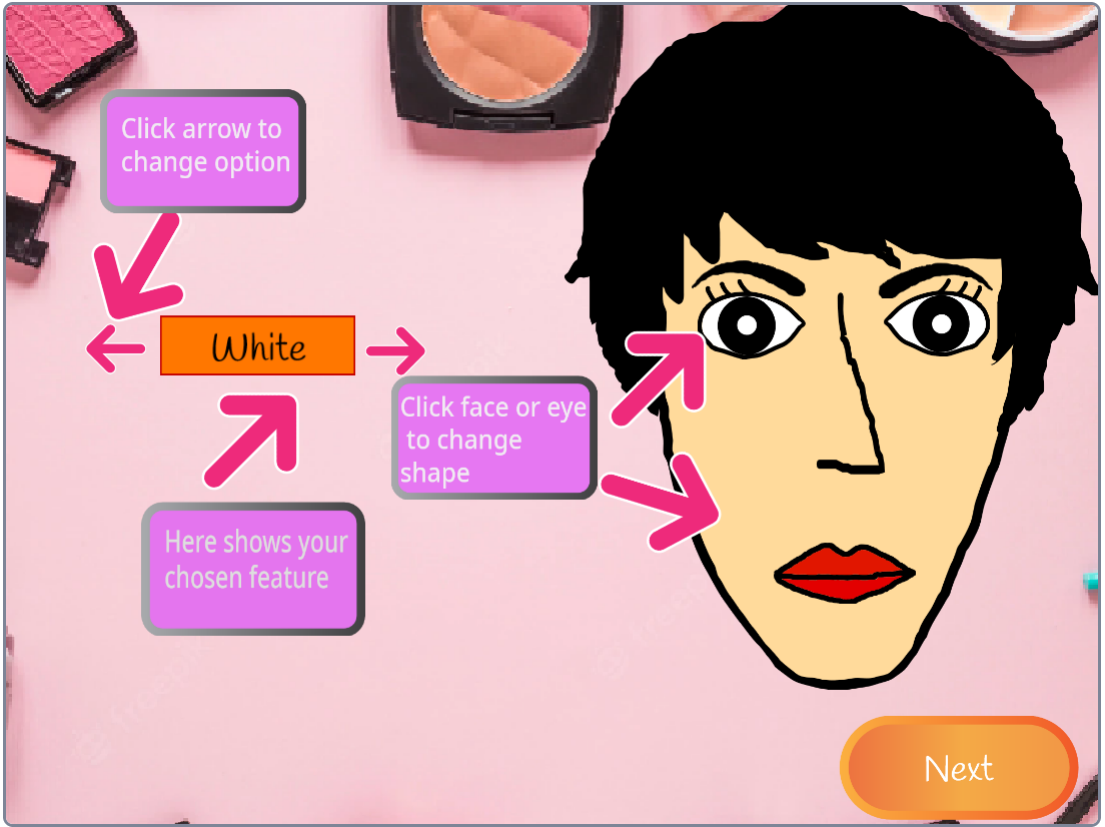 Click arrow to
change option
White
Click face or eye
to change
shape
Here shows your
chosen feature
Next